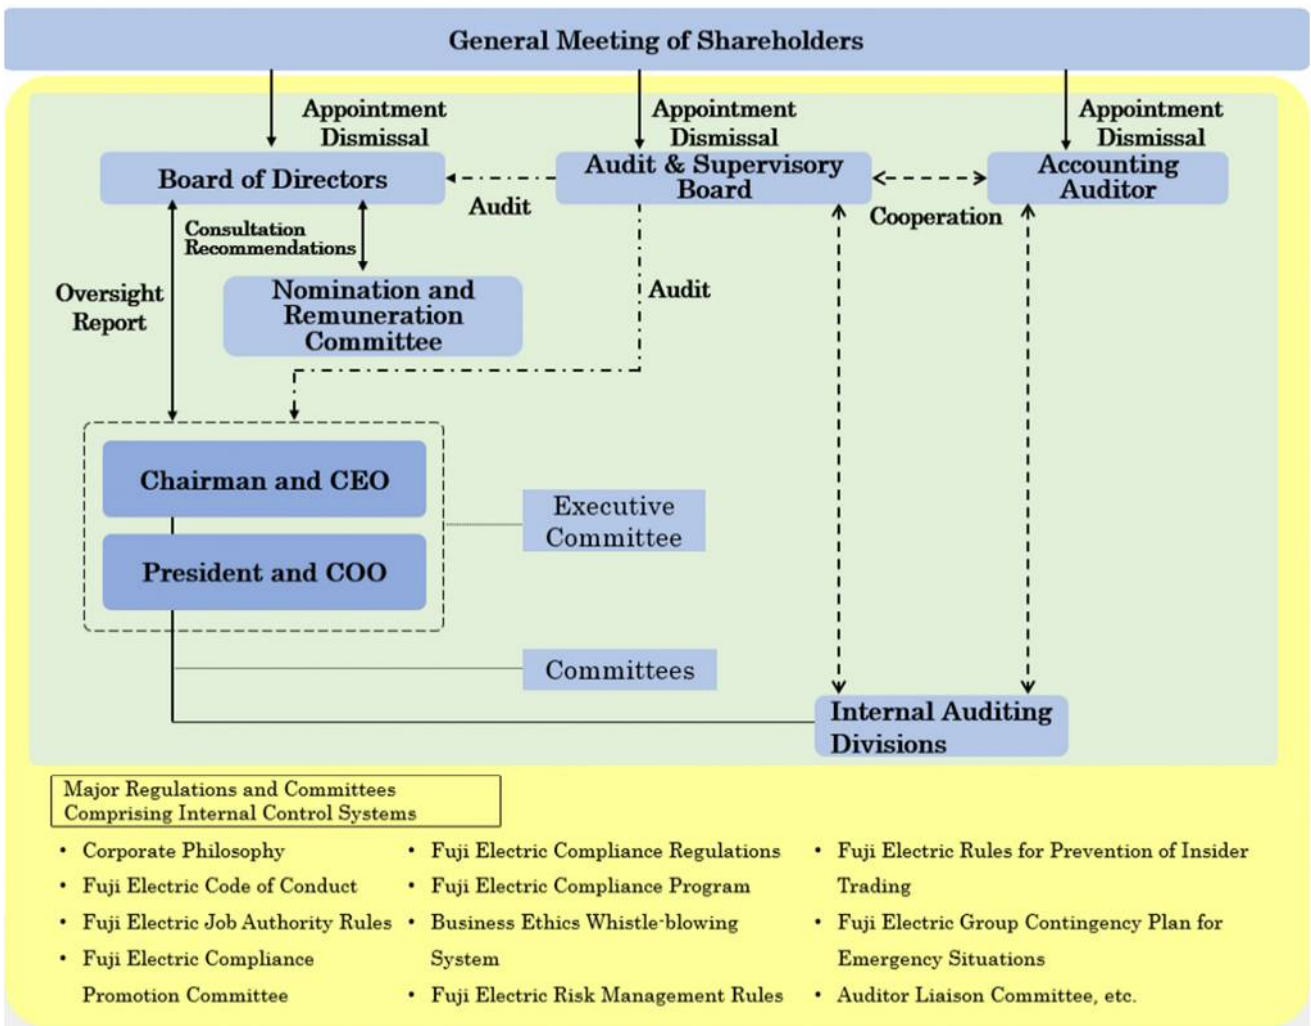 General Meeting of Shareholders
Appointment
Dismissal
Appointment
Dismissal
Appointment
Dismissal
Board of Directors
Audit & Supervisory
Board
Accounting
Auditor
Audit
Cooperation
Consultation
Recommendations
Oversight
Report
Nomination and
Remuneration
Committee
Audit
Chairman and CEO
President and COO
Executive
Committee
Committees
Internal Auditing
Divisions
Major Regulations and Committees
Comprising Internal Control Systems
• Corporate Philosophy
• Fuji Electric Code of Conduct
• Fuji Electric Job Authority Rules
• Fuji Electric Compliance
Promotion Committee
• Fuji Electric Compliance Regulations
• Fuji Electric Compliance Program
• Business Ethics Whistle-blowing
System
• Fuji Electric Risk Management Rules
• Fuji Electric Rules for Prevention of Insider
Trading
• Fuji Electric Group Contingency Plan for
Emergency Situations
• Auditor Liaison Committee, etc.